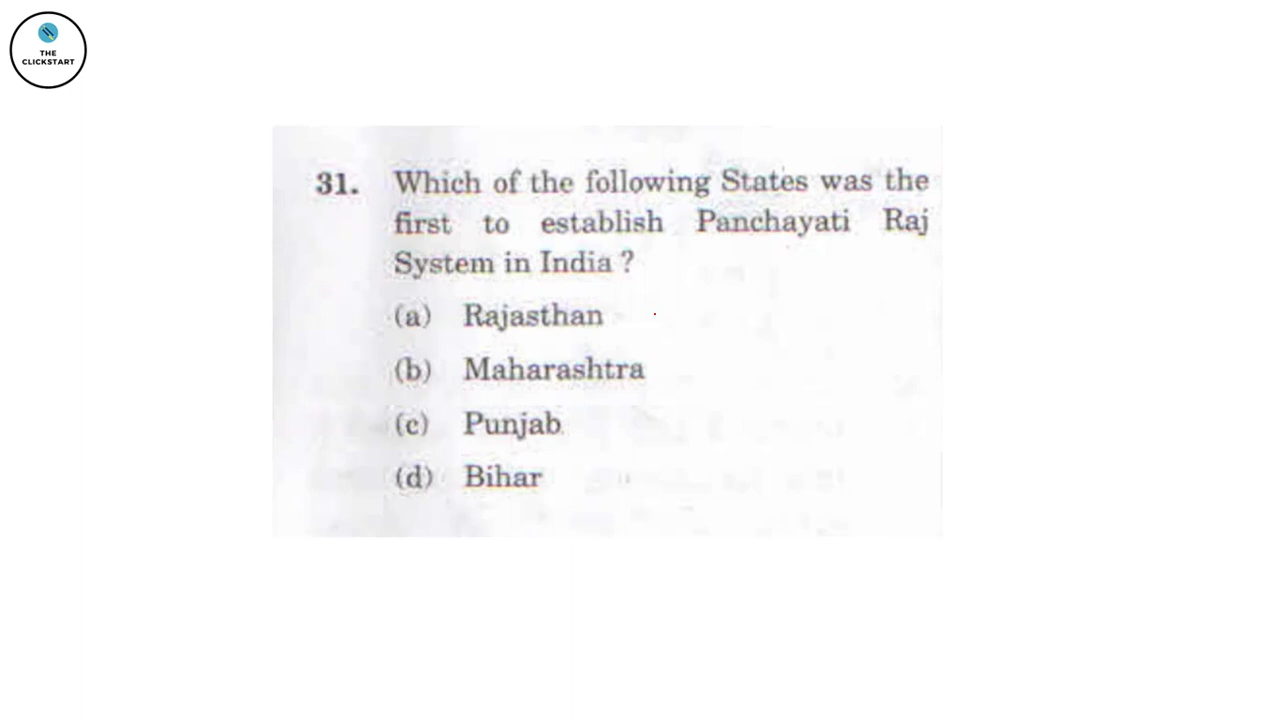 THE
CLICKSTART
31. Which of the following States was the
first to establish Panchayati Raj
System in India ?
(a) Rajasthan
(b) Maharashtra
(c) Punjab
(d) Bihar